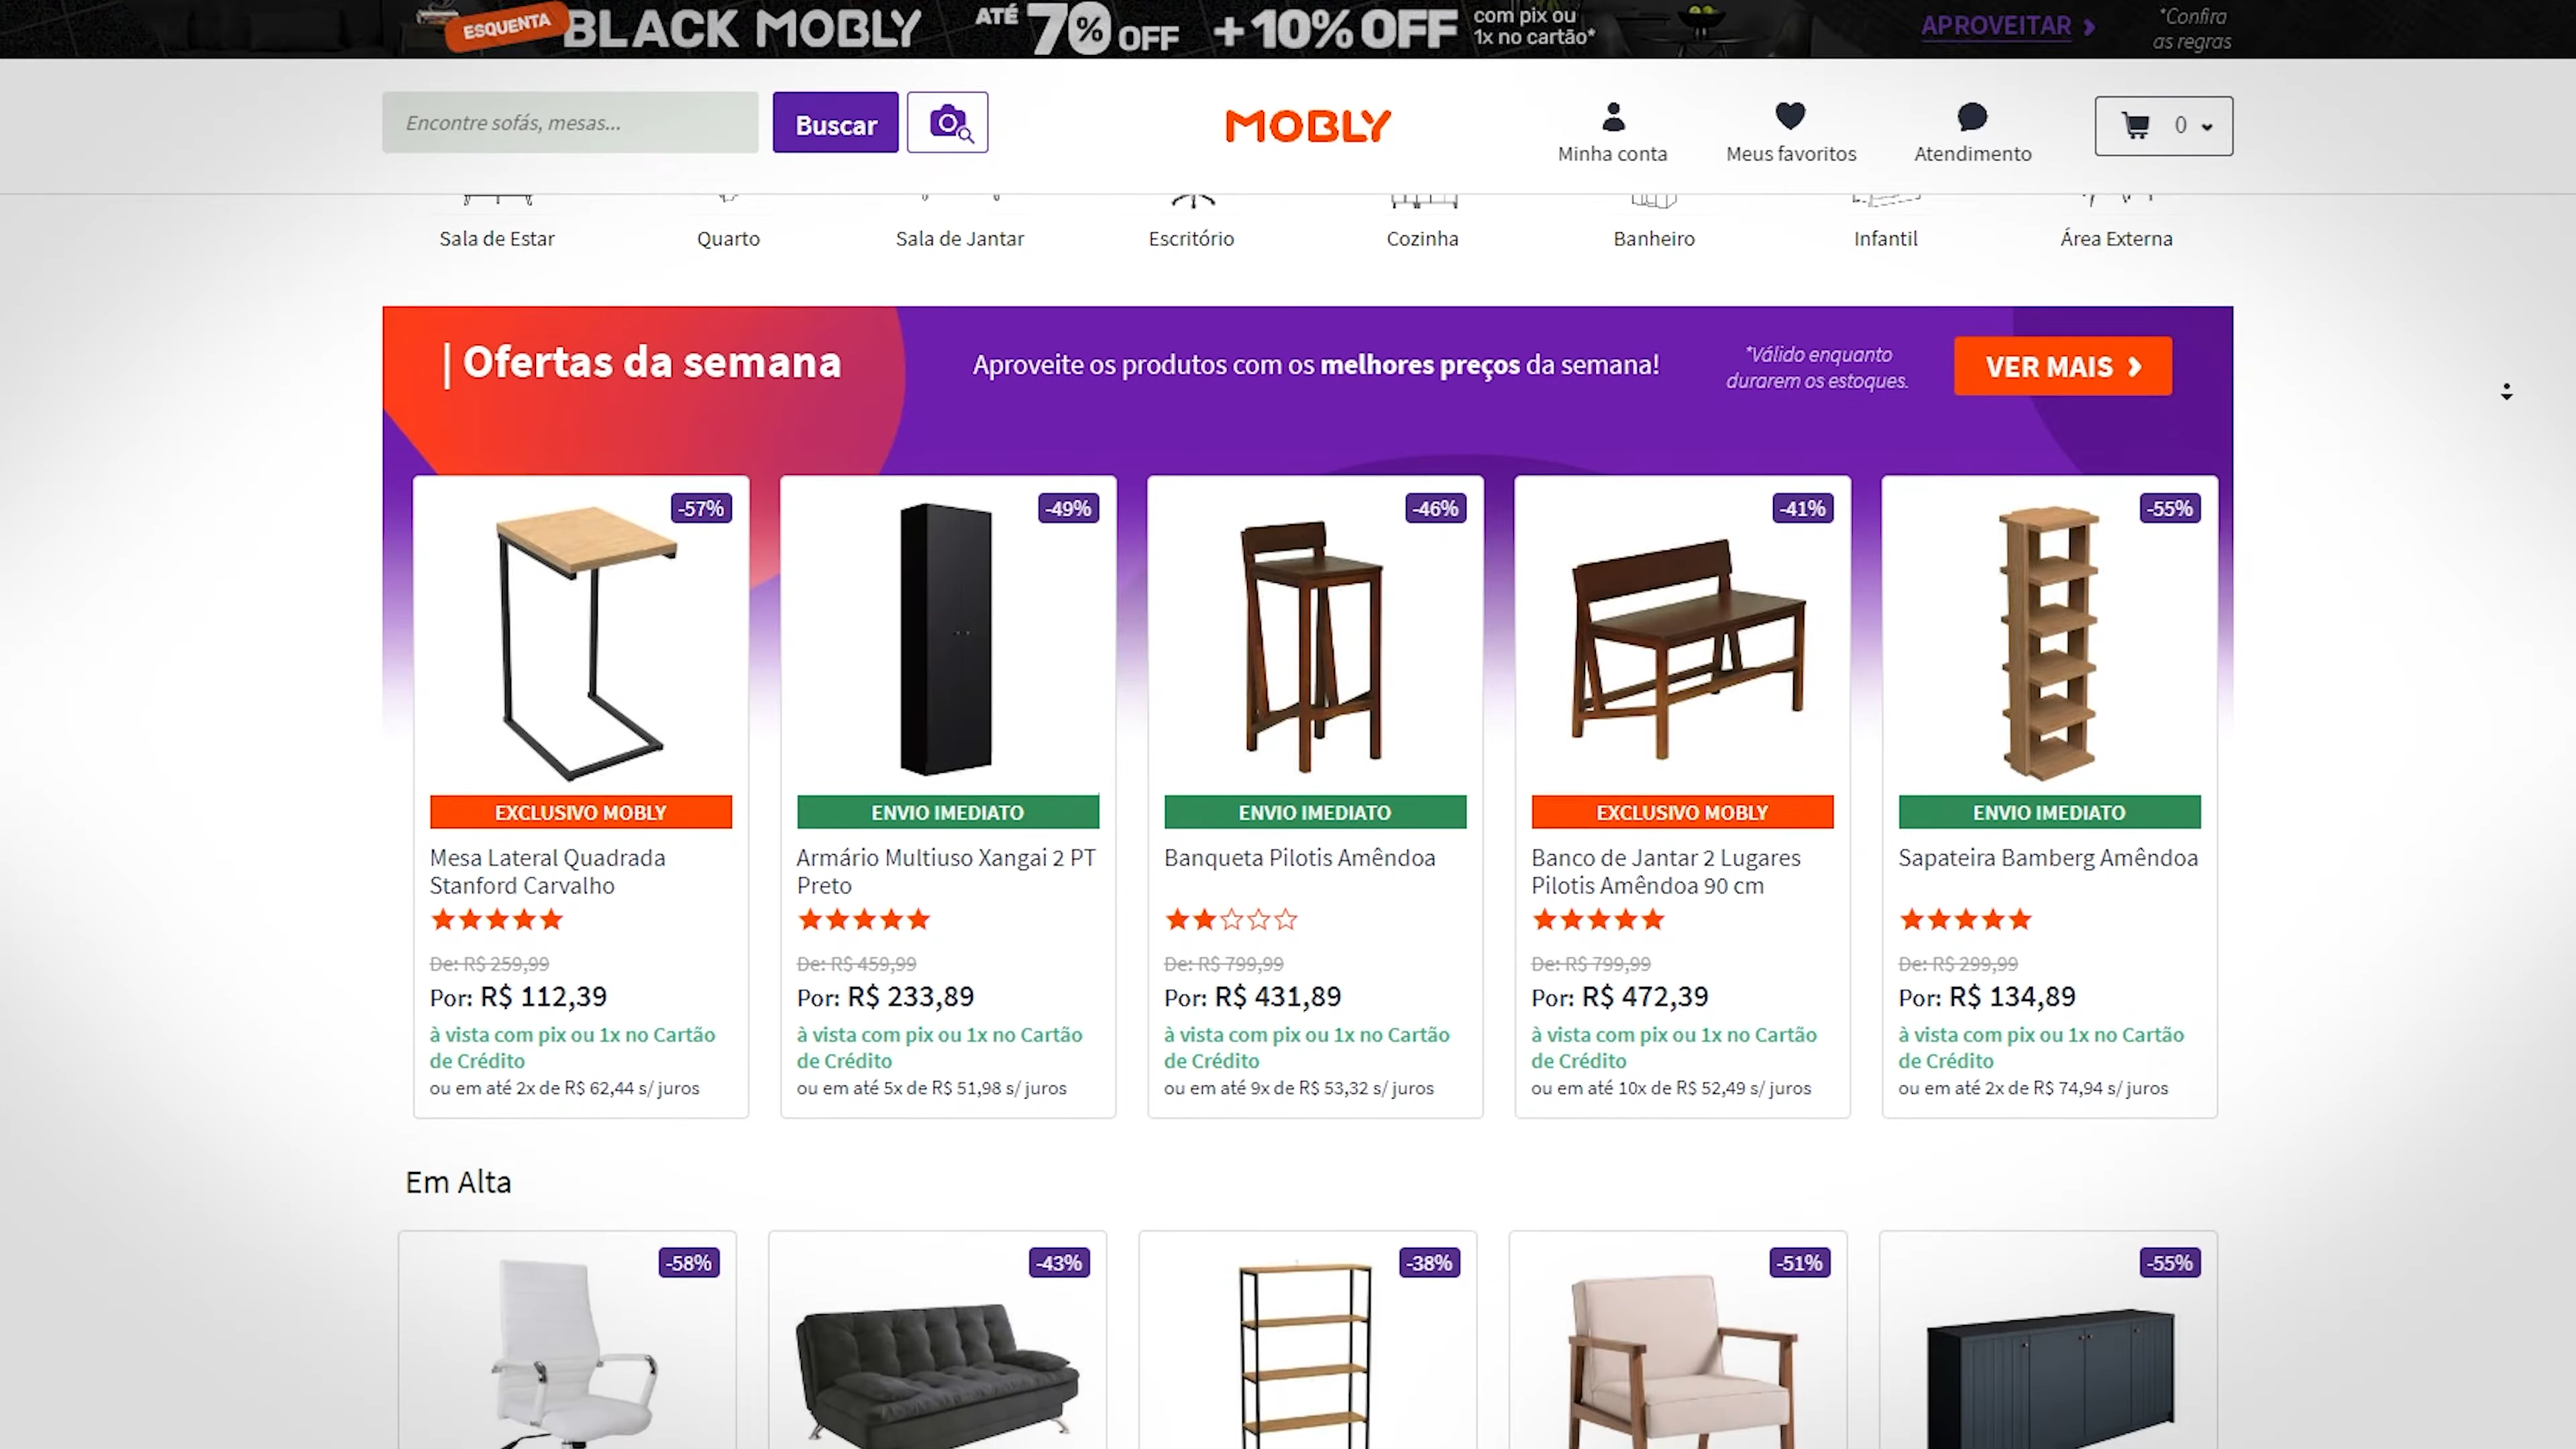 ESQUENTA BLACK MOBLY ATÉ 70% OFF +10% OFF com pix ou 1x no cartão* APROVEITAR *Confira as regras
Encontre sofás, mesas...
Buscar
MOBLY
Minha conta
Meus favoritos
Atendimento
0
Sala de Estar
Quarto
Sala de Jantar
Escritório
Cozinha
Banheiro
Infantil
Área Externa
Ofertas da semana
Aproveite os produtos com os melhores preços da semana!
*Válido enquanto
durarem os estoques.
VER MAIS
-57%
EXCLUSIVO MOBLY
Mesa Lateral Quadrada
Stanford Carvalho
De: R$ 259,99
Por: R$ 112,39
à vista com pix ou 1x no Cartão
de Crédito
ou em até 2x de R$ 62,44 s/ juros
-49%
ENVIO IMEDIATO
Armário Multiuso Xangai 2 PT
Preto
De: R$ 459,99
Por: R$ 233,89
à vista com pix ou 1x no Cartão
de Crédito
ou em até 5x de R$ 51,98 s/ juros
-46%
ENVIO IMEDIATO
Banqueta Pilotis Amêndoa
De: R$ 799,99
Por: R$ 431,89
à vista com pix ou 1x no Cartão
de Crédito
ou em até 9x de R$ 53,32 s/ juros
-41%
EXCLUSIVO MOBLY
Banco de Jantar 2 Lugares
Pilotis Amêndoa 90 cm
De: R$ 799,99
Por: R$ 472,39
à vista com pix ou 1x no Cartão
de Crédito
ou em até 10x de R$ 52,49 s/ juros
-55%
ENVIO IMEDIATO
Sapateira Bamberg Amêndoa
De: R$ 299,99
Por: R$ 134,89
à vista com pix ou 1x no Cartão
de Crédito
ou em até 2x de R$ 74,94 s/ juros
Em Alta
-58%
-43%
-38%
-51%
-55%